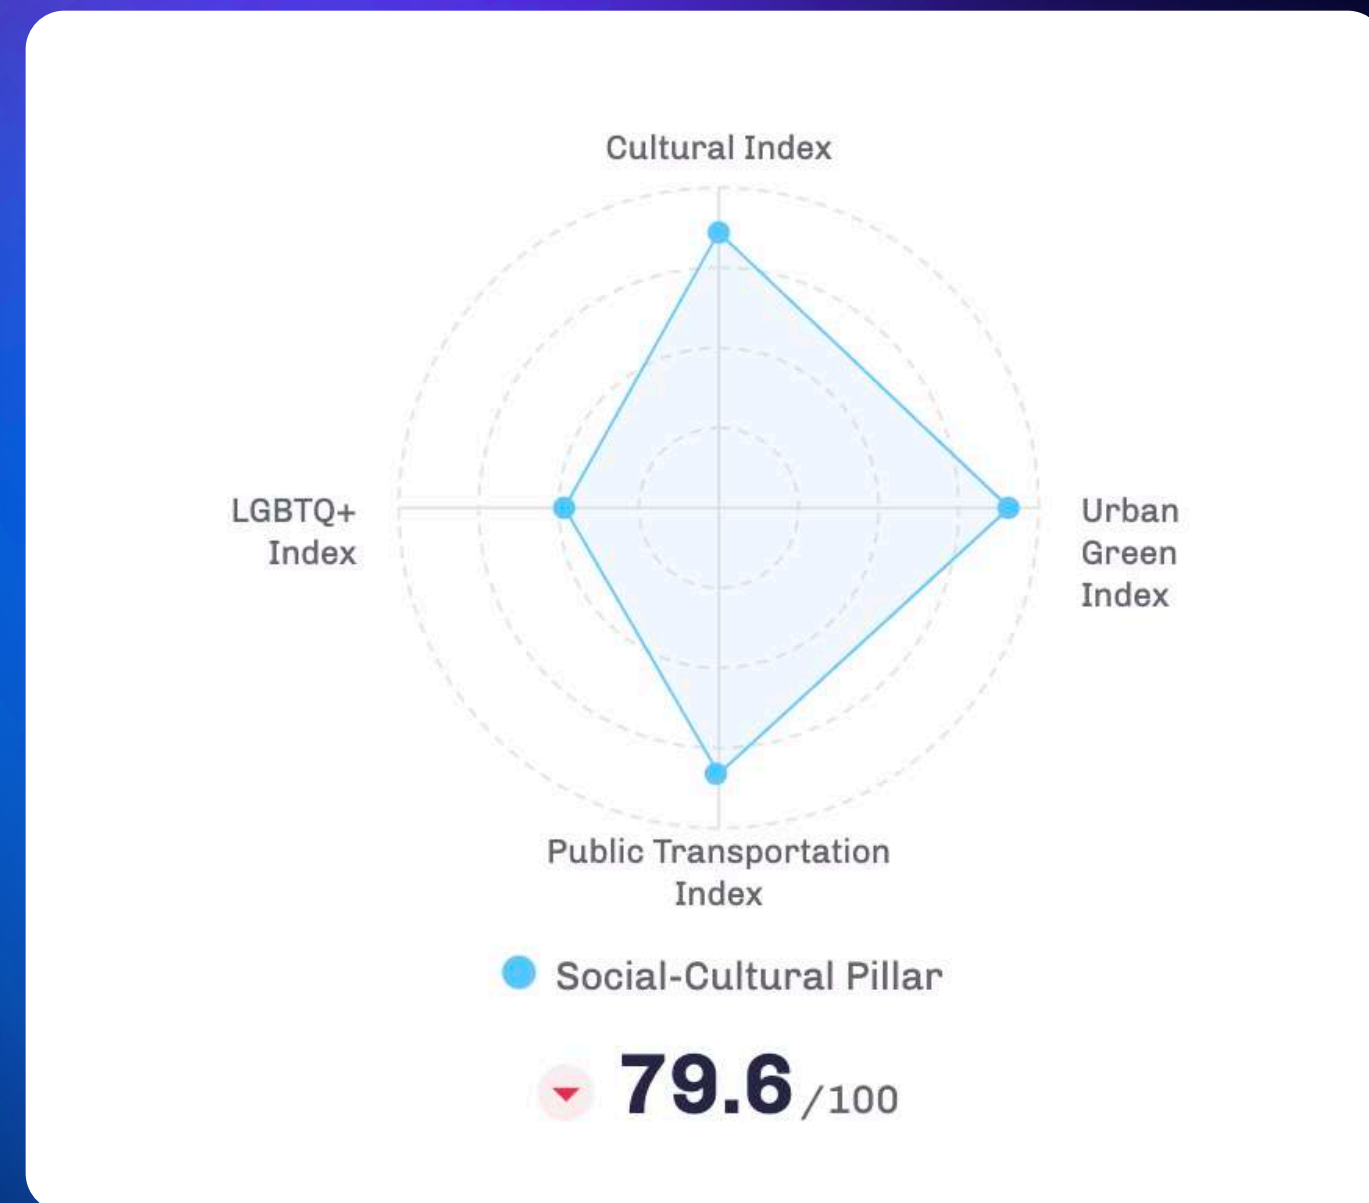 Cultural Index
LGBTQ+
Index
Urban
Green
Index
Public Transportation
Index
Social-Cultural Pillar
79.6/100